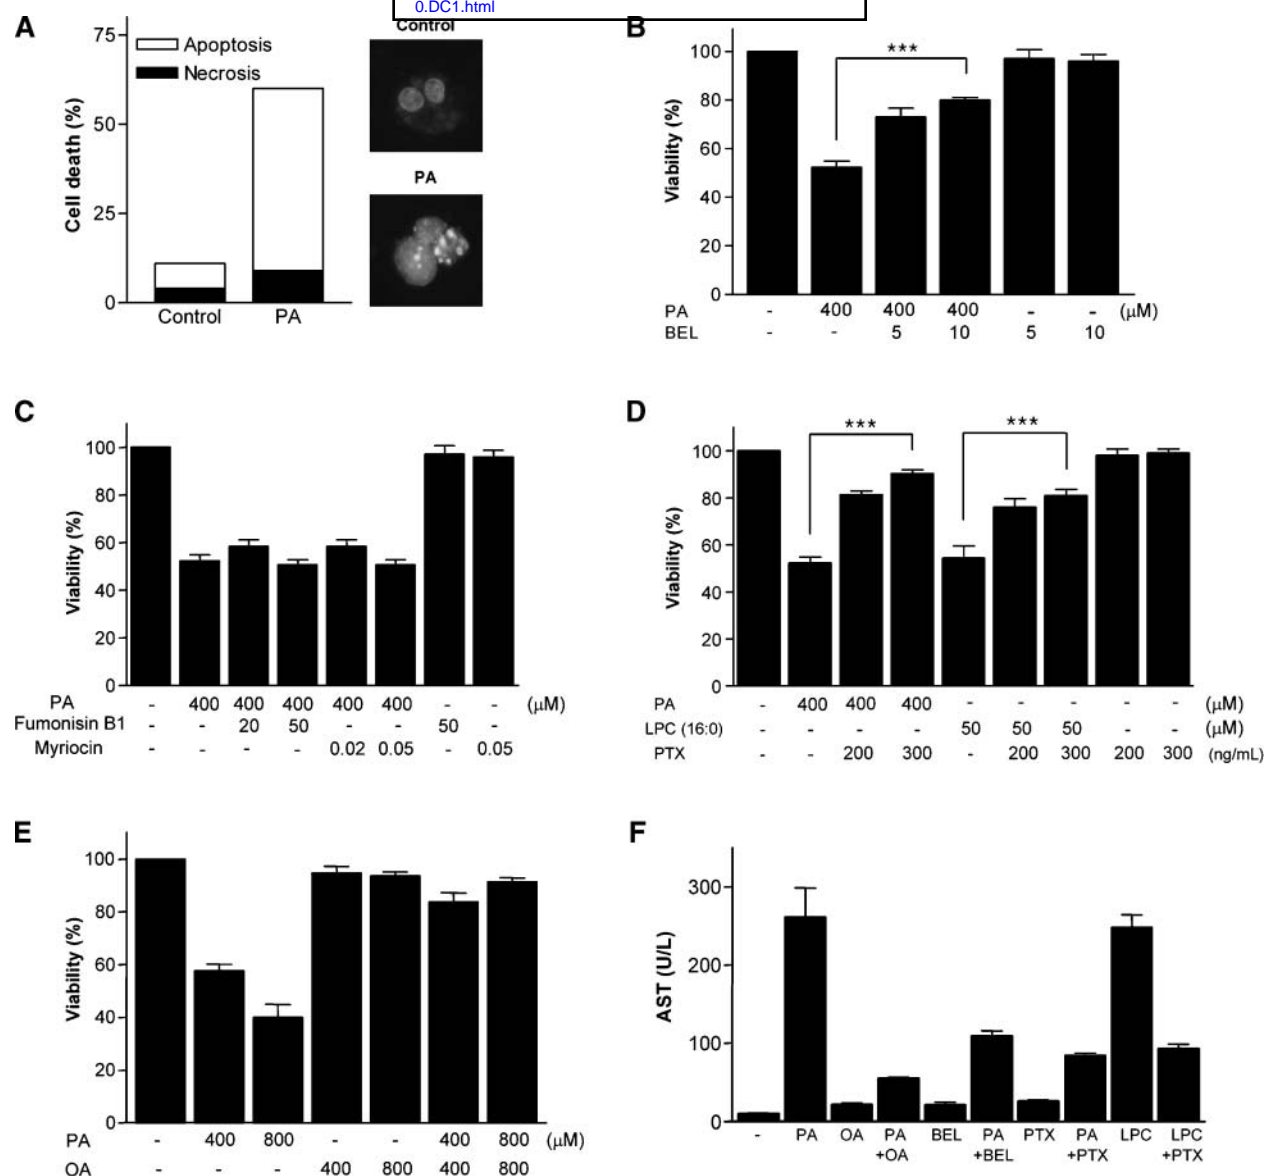 0.DC1.html
A
75
50
25
0
Cell death (%)
Apoptosis
Necrosis
Control
PA
Control
PA
B
100
80
60
40
20
0
Viability (%)
***
PA - 400 400 400 - - (μM)
BEL - - 5 10 5 10
C
100
80
60
40
20
0
Viability (%)
PA - 400 400 400 400 400 - - (μM)
Fumonisin B1 - - 20 50 - - 50 -
Myriocin - - - - 0.02 0.05 - 0.05
D
100
80
60
40
20
0
Viability (%)
*** ***
PA - 400 400 400 - - - - - (μM)
LPC (16:0) - - - - 50 50 50 - - (μM)
PTX - - 200 300 - 200 300 200 300 (ng/mL)
E
100
80
60
40
20
0
Viability (%)
PA - 400 800 - - 400 800 (μM)
OA - - - 400 800 400 800
F
300
200
100
0
AST (U/L)
- PA OA PA BEL PA PTX PA LPC LPC
+OA +BEL +PTX +PTX